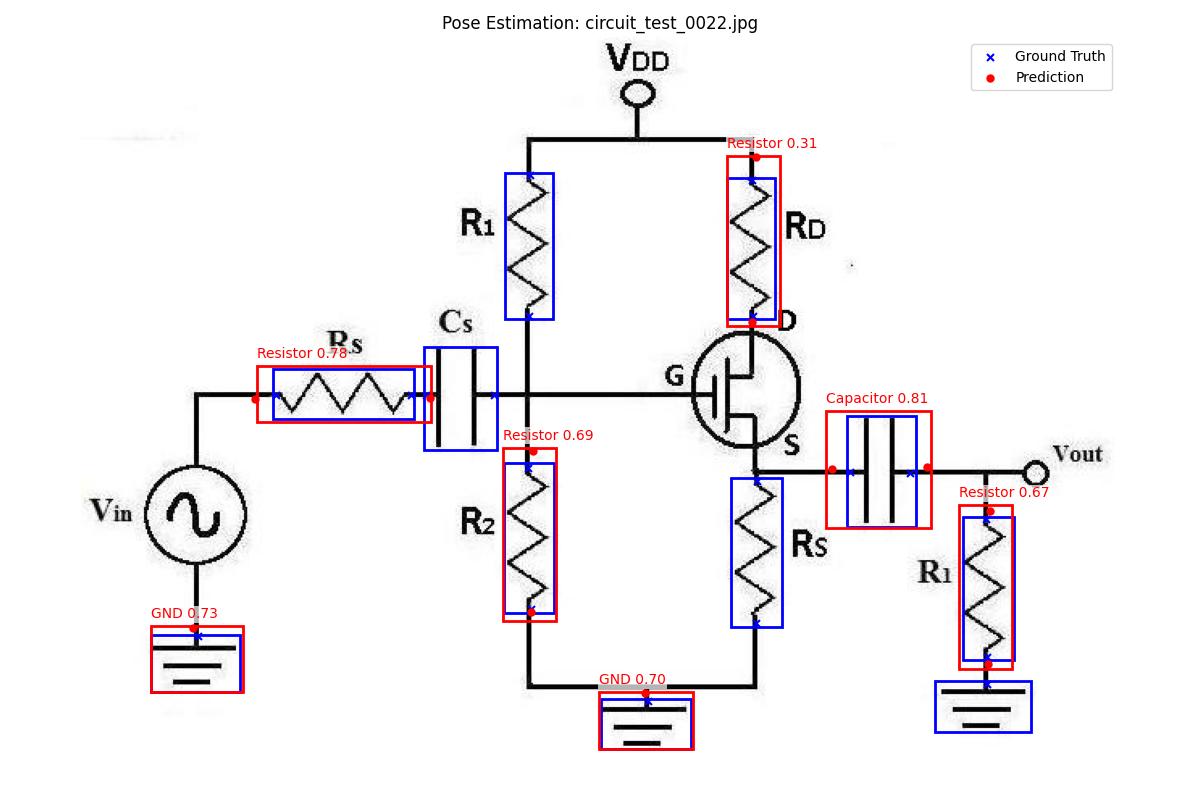 Pose Estimation: circuit_test_0022.jpg
VDD
Ground Truth
Prediction
Resistor 0.31
R1
RD
Cs
D
Rs
Resistor 0.78
G
Capacitor 0.81
Resistor 0.69
S
Vout
Resistor 0.67
Vin
R2
RS
R1
GND 0.73
GND 0.70